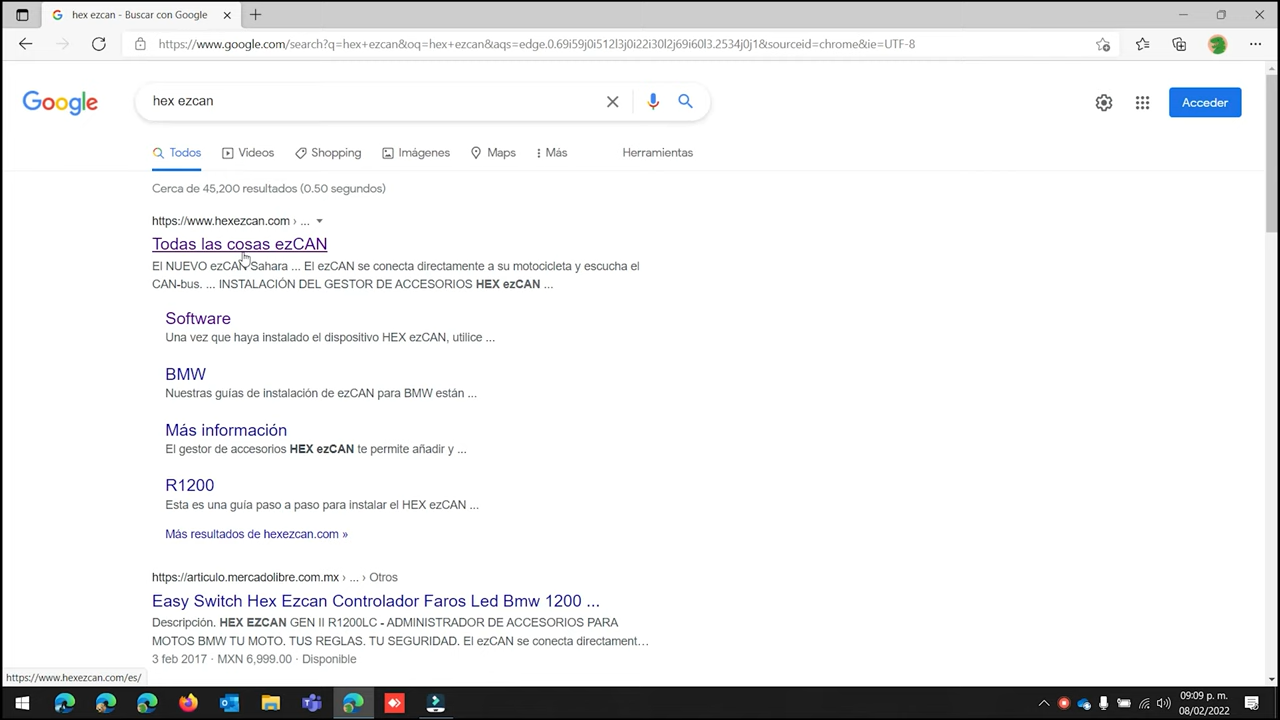 hex ezcan - Buscar con Google
https://www.google.com/search?q=hex+ezcan&oq=hex+ezcan&aqs=edge.0.69i59j0i512l3j0i22i30l2j69i60l3.2534j0j1&sourceid=chrome&ie=UTF-8
Google
hex ezcan
Acceder
Todos Videos Shopping Imágenes Maps Más Herramientas
Cerca de 45,200 resultados (0.50 segundos)
https://www.hexezcan.com › ...
Todas las cosas ezCAN
El NUEVO ezCAN Sahara ... El ezCAN se conecta directamente a su motocicleta y escucha el
CAN-bus. ... INSTALACIÓN DEL GESTOR DE ACCESORIOS HEX ezCAN ...
Software
Una vez que haya instalado el dispositivo HEX ezCAN, utilice ...
BMW
Nuestras guías de instalación de ezCAN para BMW están ...
Más información
El gestor de accesorios HEX ezCAN te permite añadir y ...
R1200
Esta es una guía paso a paso para instalar el HEX ezCAN ...
Más resultados de hexezcan.com »
https://articulo.mercadolibre.com.mx › ... › Otros
Easy Switch Hex Ezcan Controlador Faros Led Bmw 1200 ...
Descripción. HEX EZCAN GEN II R1200LC - ADMINISTRADOR DE ACCESORIOS PARA
MOTOS BMW TU MOTO. TUS REGLAS. TU SEGURIDAD. El ezCAN se conecta directament...
3 feb 2017 · MXN 6,999.00 · Disponible
https://www.hexezcan.com/es/
09:09 p. m.
08/02/2022